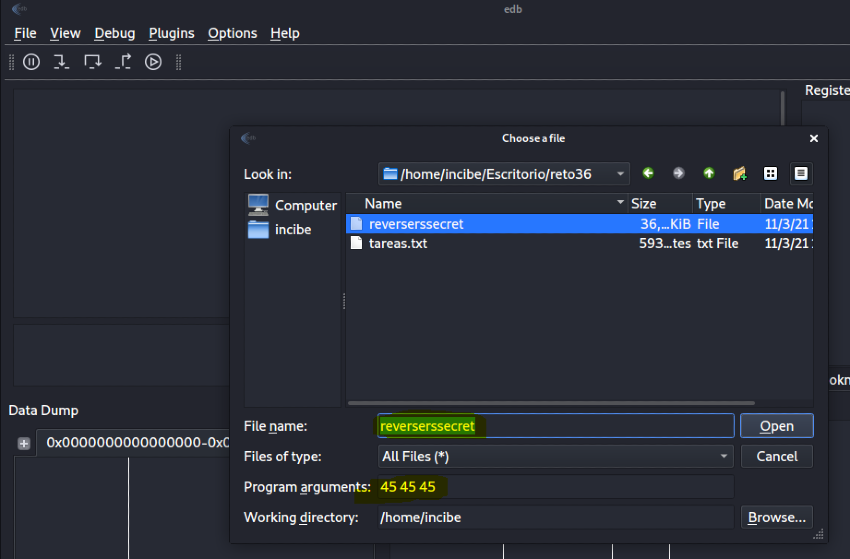 edb
File View Debug Plugins Options Help
Registe
edb
Choose a file
Look in: /home/incibe/Escritorio/reto36
Computer
incibe
Name Size Type Date Mo
reverserssecret 36,...KiB File 11/3/21
tareas.txt 593...tes txt File 11/3/21
Data Dump
0x0000000000000000-0x0
File name: reverserssecret Open
Files of type: All Files (*) Cancel
Program arguments: 45 45 45
Working directory: /home/incibe Browse...
okn